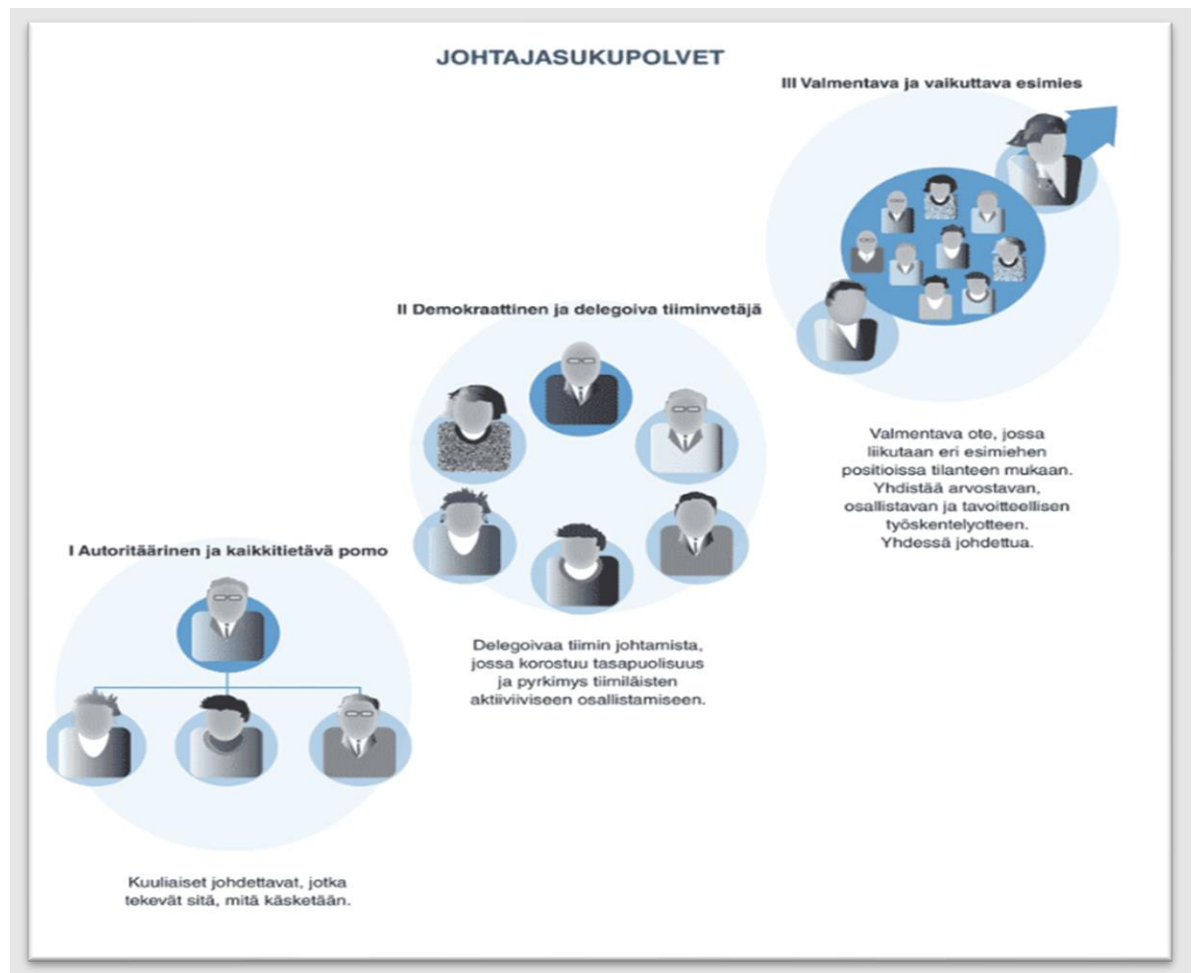 JOHTAJASUKUPOLVET
III Valmentava ja vaikuttava esimies
Valmentava ote, jossa
liikutaan eri esimiehen
positioissa tilanteen mukaan.
Yhdistää arvostavan,
osallistavan ja tavoitteellisen
työskentelyotteen.
Yhdessä johdettua.
II Demokraattinen ja delegoiva tiiminvetäjä
Delegoivaa tiimin johtamista,
jossa korostuu tasapuolisuus
ja pyrkimys tiimiläisten
aktiiviiviseen osallistamiseen.
I Autoritäärinen ja kaikkitietävä pomo
Kuuliaiset johdettavat, jotka
tekevät sitä, mitä käsketään.